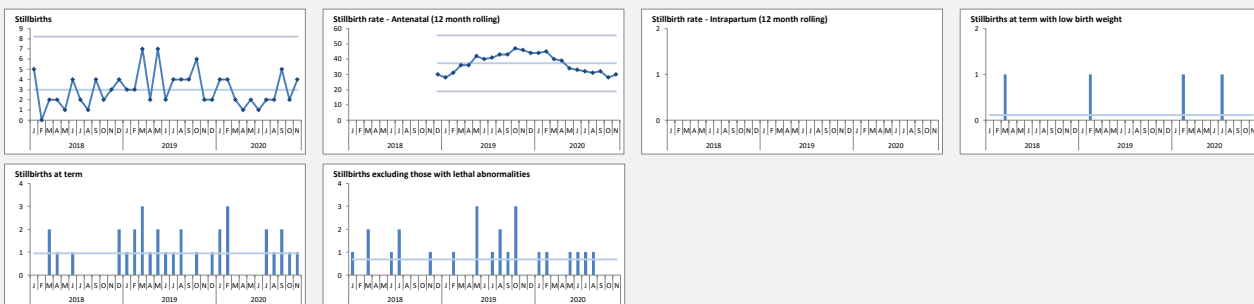 Stillbirths
9
8
7
6
5
4
3
2
1
0
J F M A M J J A S O N D J F M A M J J A S O N D J F M A M J J A S O N
2018 2019 2020
Stillbirth rate - Antenatal (12 month rolling)
60
50
40
30
20
10
0
J F M A M J J A S O N D J F M A M J J A S O N D J F M A M J J A S O N
2018 2019 2020
Stillbirth rate - Intrapartum (12 month rolling)
2
1
0
J F M A M J J A S O N D J F M A M J J A S O N D J F M A M J J A S O N
2018 2019 2020
Stillbirths at term with low birth weight
2
1
0
J F M A M J J A S O N D J F M A M J J A S O N D J F M A M J J A S O N
2018 2019 2020
Stillbirths at term
4
3
2
1
0
J F M A M J J A S O N D J F M A M J J A S O N D J F M A M J J A S O N
2018 2019 2020
Stillbirths excluding those with lethal abnormalities
4
3
2
1
0
J F M A M J J A S O N D J F M A M J J A S O N D J F M A M J J A S O N
2018 2019 2020